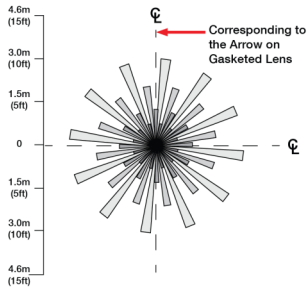 4.6m
(15ft)
3.0m
(10ft)
1.5m
(5ft)
0
1.5m
(5ft)
3.0m
(10ft)
4.6m
(15ft)
℄
Corresponding to
the Arrow on
Gasketed Lens
℄